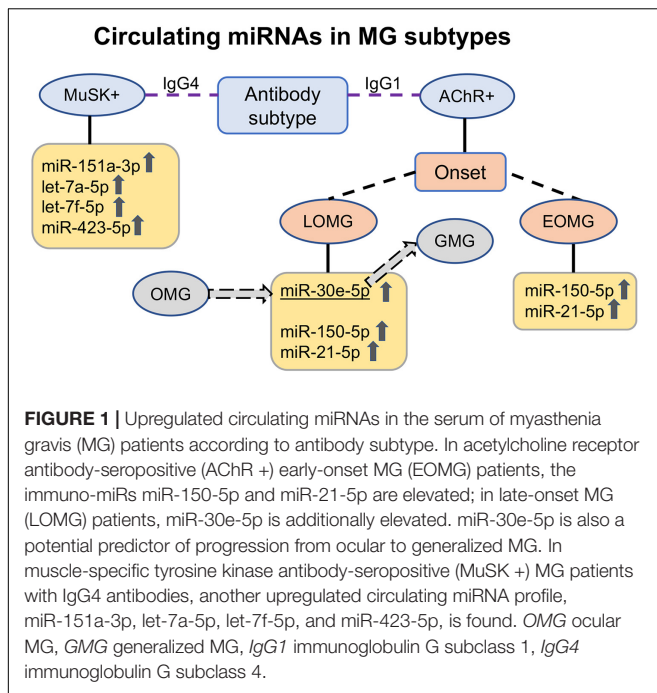 Circulating miRNAs in MG subtypes
MuSK+
IgG4
Antibody
subtype
IgG1
AChR+
miR-151a-3p
let-7a-5p
let-7f-5p
miR-423-5p
Onset
LOMG
GMG
EOMG
OMG
miR-30e-5p
miR-150-5p
miR-21-5p
miR-150-5p
miR-21-5p
FIGURE 1 | Upregulated circulating miRNAs in the serum of myasthenia
gravis (MG) patients according to antibody subtype. In acetylcholine receptor
antibody-seropositive (AChR +) early-onset MG (EOMG) patients, the
immuno-miRs miR-150-5p and miR-21-5p are elevated; in late-onset MG
(LOMG) patients, miR-30e-5p is additionally elevated. miR-30e-5p is also a
potential predictor of progression from ocular to generalized MG. In
muscle-specific tyrosine kinase antibody-seropositive (MuSK +) MG patients
with IgG4 antibodies, another upregulated circulating miRNA profile,
miR-151a-3p, let-7a-5p, let-7f-5p, and miR-423-5p, is found. OMG ocular
MG, GMG generalized MG, IgG1 immunoglobulin G subclass 1, IgG4
immunoglobulin G subclass 4.